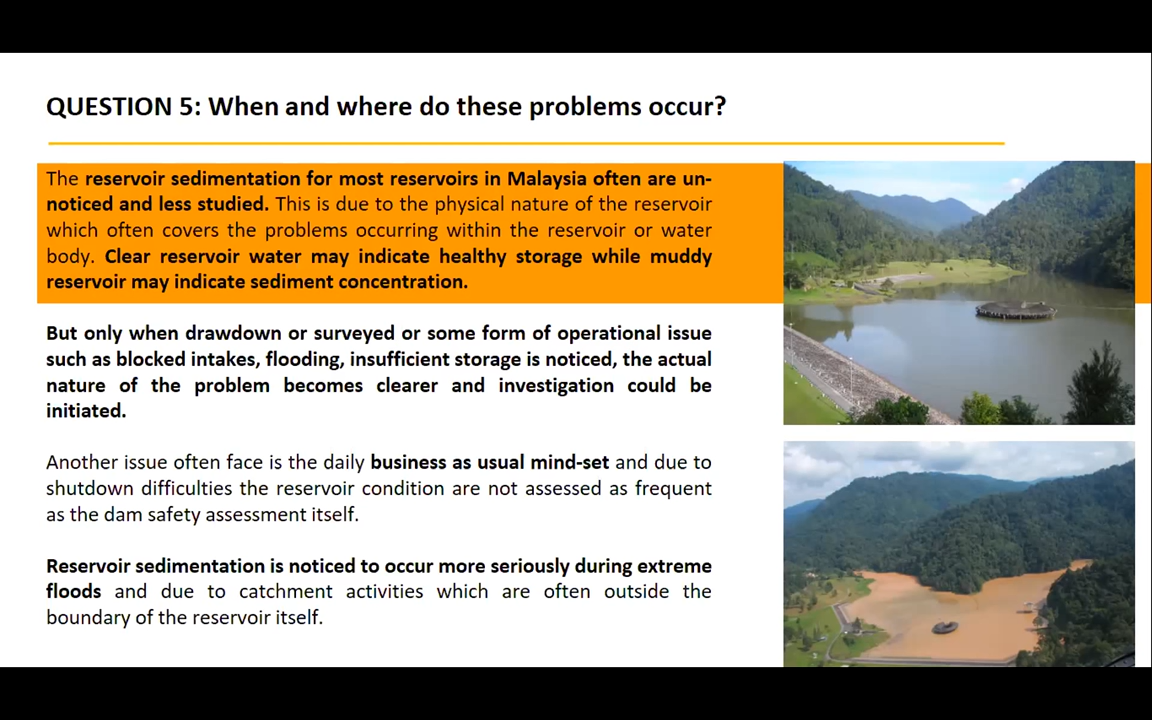 QUESTION 5: When and where do these problems occur?
The reservoir sedimentation for most reservoirs in Malaysia often are un-
noticed and less studied. This is due to the physical nature of the reservoir
which often covers the problems occurring within the reservoir or water
body. Clear reservoir water may indicate healthy storage while muddy
reservoir may indicate sediment concentration.
But only when drawdown or surveyed or some form of operational issue
such as blocked intakes, flooding, insufficient storage is noticed, the actual
nature of the problem becomes clearer and investigation could be
initiated.
Another issue often face is the daily business as usual mind-set and due to
shutdown difficulties the reservoir condition are not assessed as frequent
as the dam safety assessment itself.
Reservoir sedimentation is noticed to occur more seriously during extreme
floods and due to catchment activities which are often outside the
boundary of the reservoir itself.